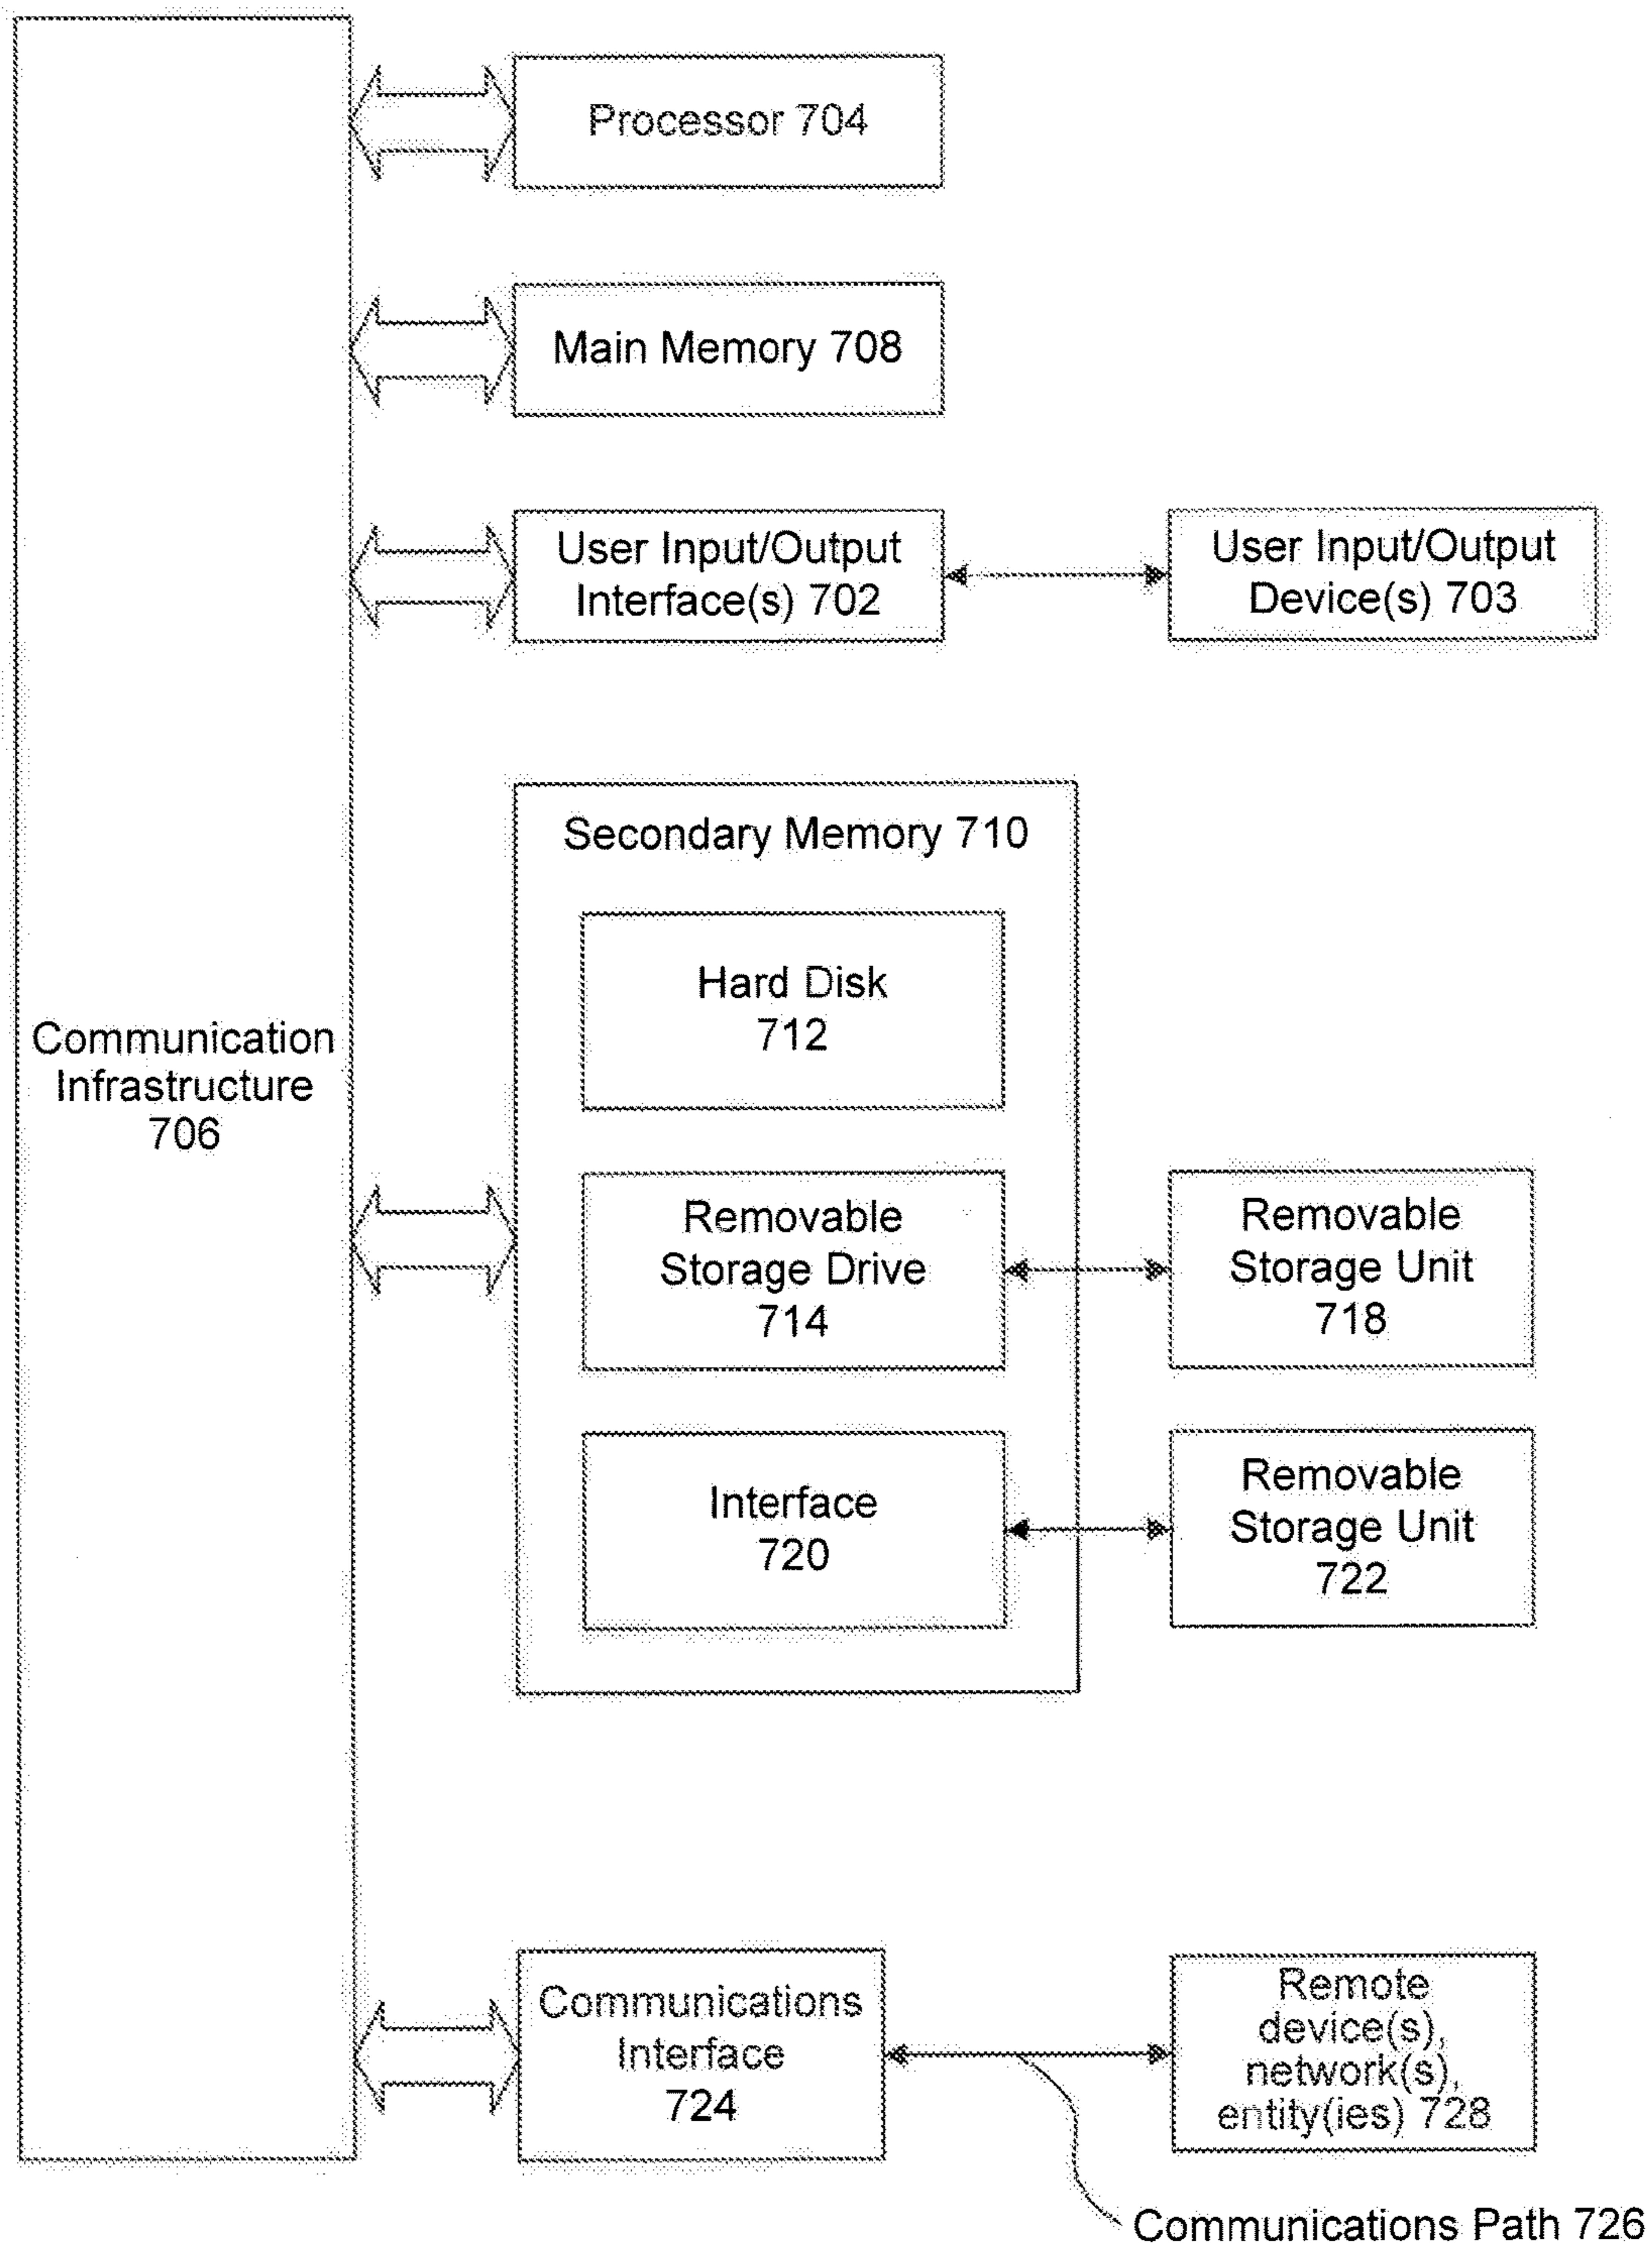 Processor 704
Main Memory 708
User Input/Output
Interface(s) 702
User Input/Output
Device(s) 703
Secondary Memory 710
Hard Disk
712
Communication
Infrastructure
706
Removable
Storage Drive
714
Removable
Storage Unit
718
Interface
720
Removable
Storage Unit
722
Communications
Interface
724
Remote
device(s),
network(s),
entity(ies) 728
Communications Path 726